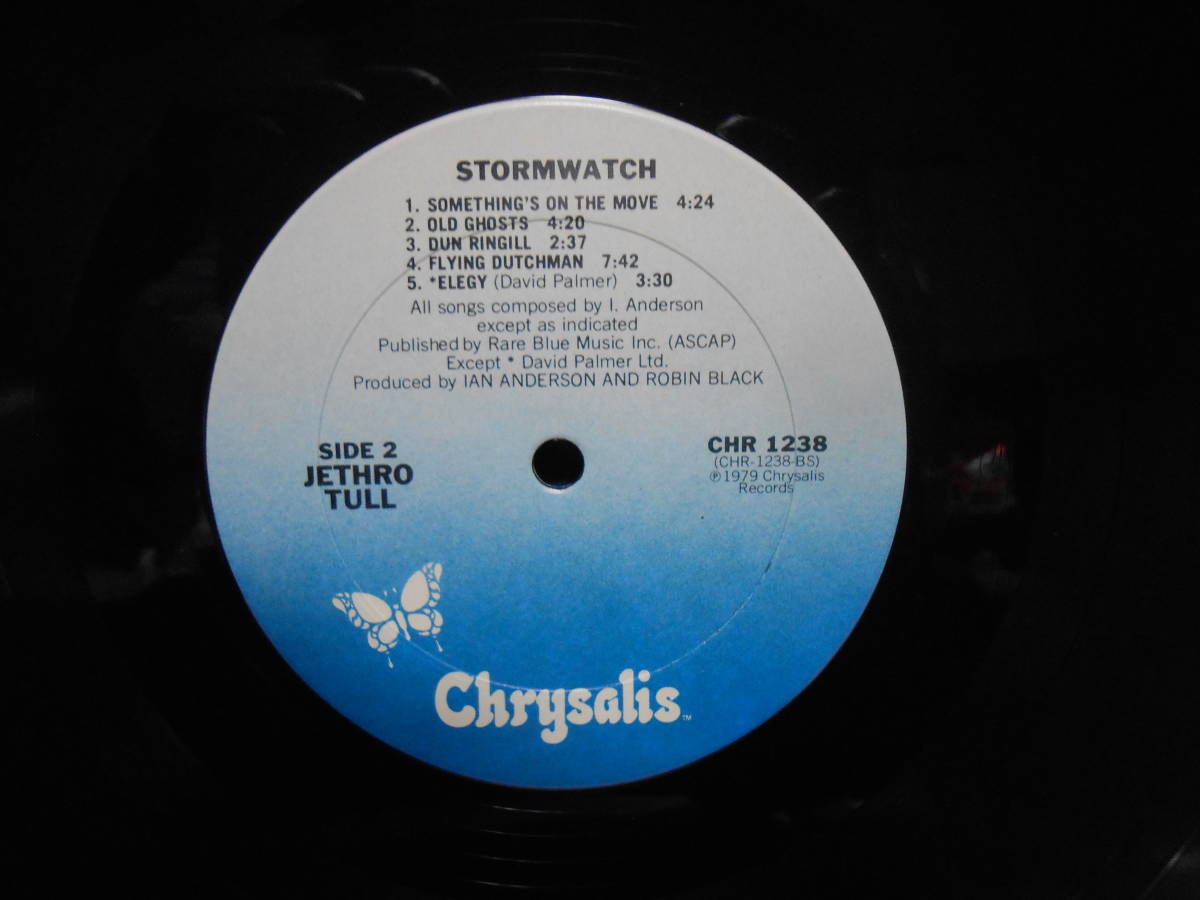 STORMWATCH
1. SOMETHING'S ON THE MOVE 4:24
2. OLD GHOSTS 4:20
3. DUN RINGILL 2:37
4. FLYING DUTCHMAN 7:42
5. *ELEGY (David Palmer) 3:30
All songs composed by I. Anderson
except as indicated
Published by Rare Blue Music Inc. (ASCAP)
Except * David Palmer Ltd.
Produced by IAN ANDERSON AND ROBIN BLACK
SIDE 2
JETHRO
TULL
CHR 1238
(CHR-1238-BS)
℗ 1979 Chrysalis
Records
Chrysalis™